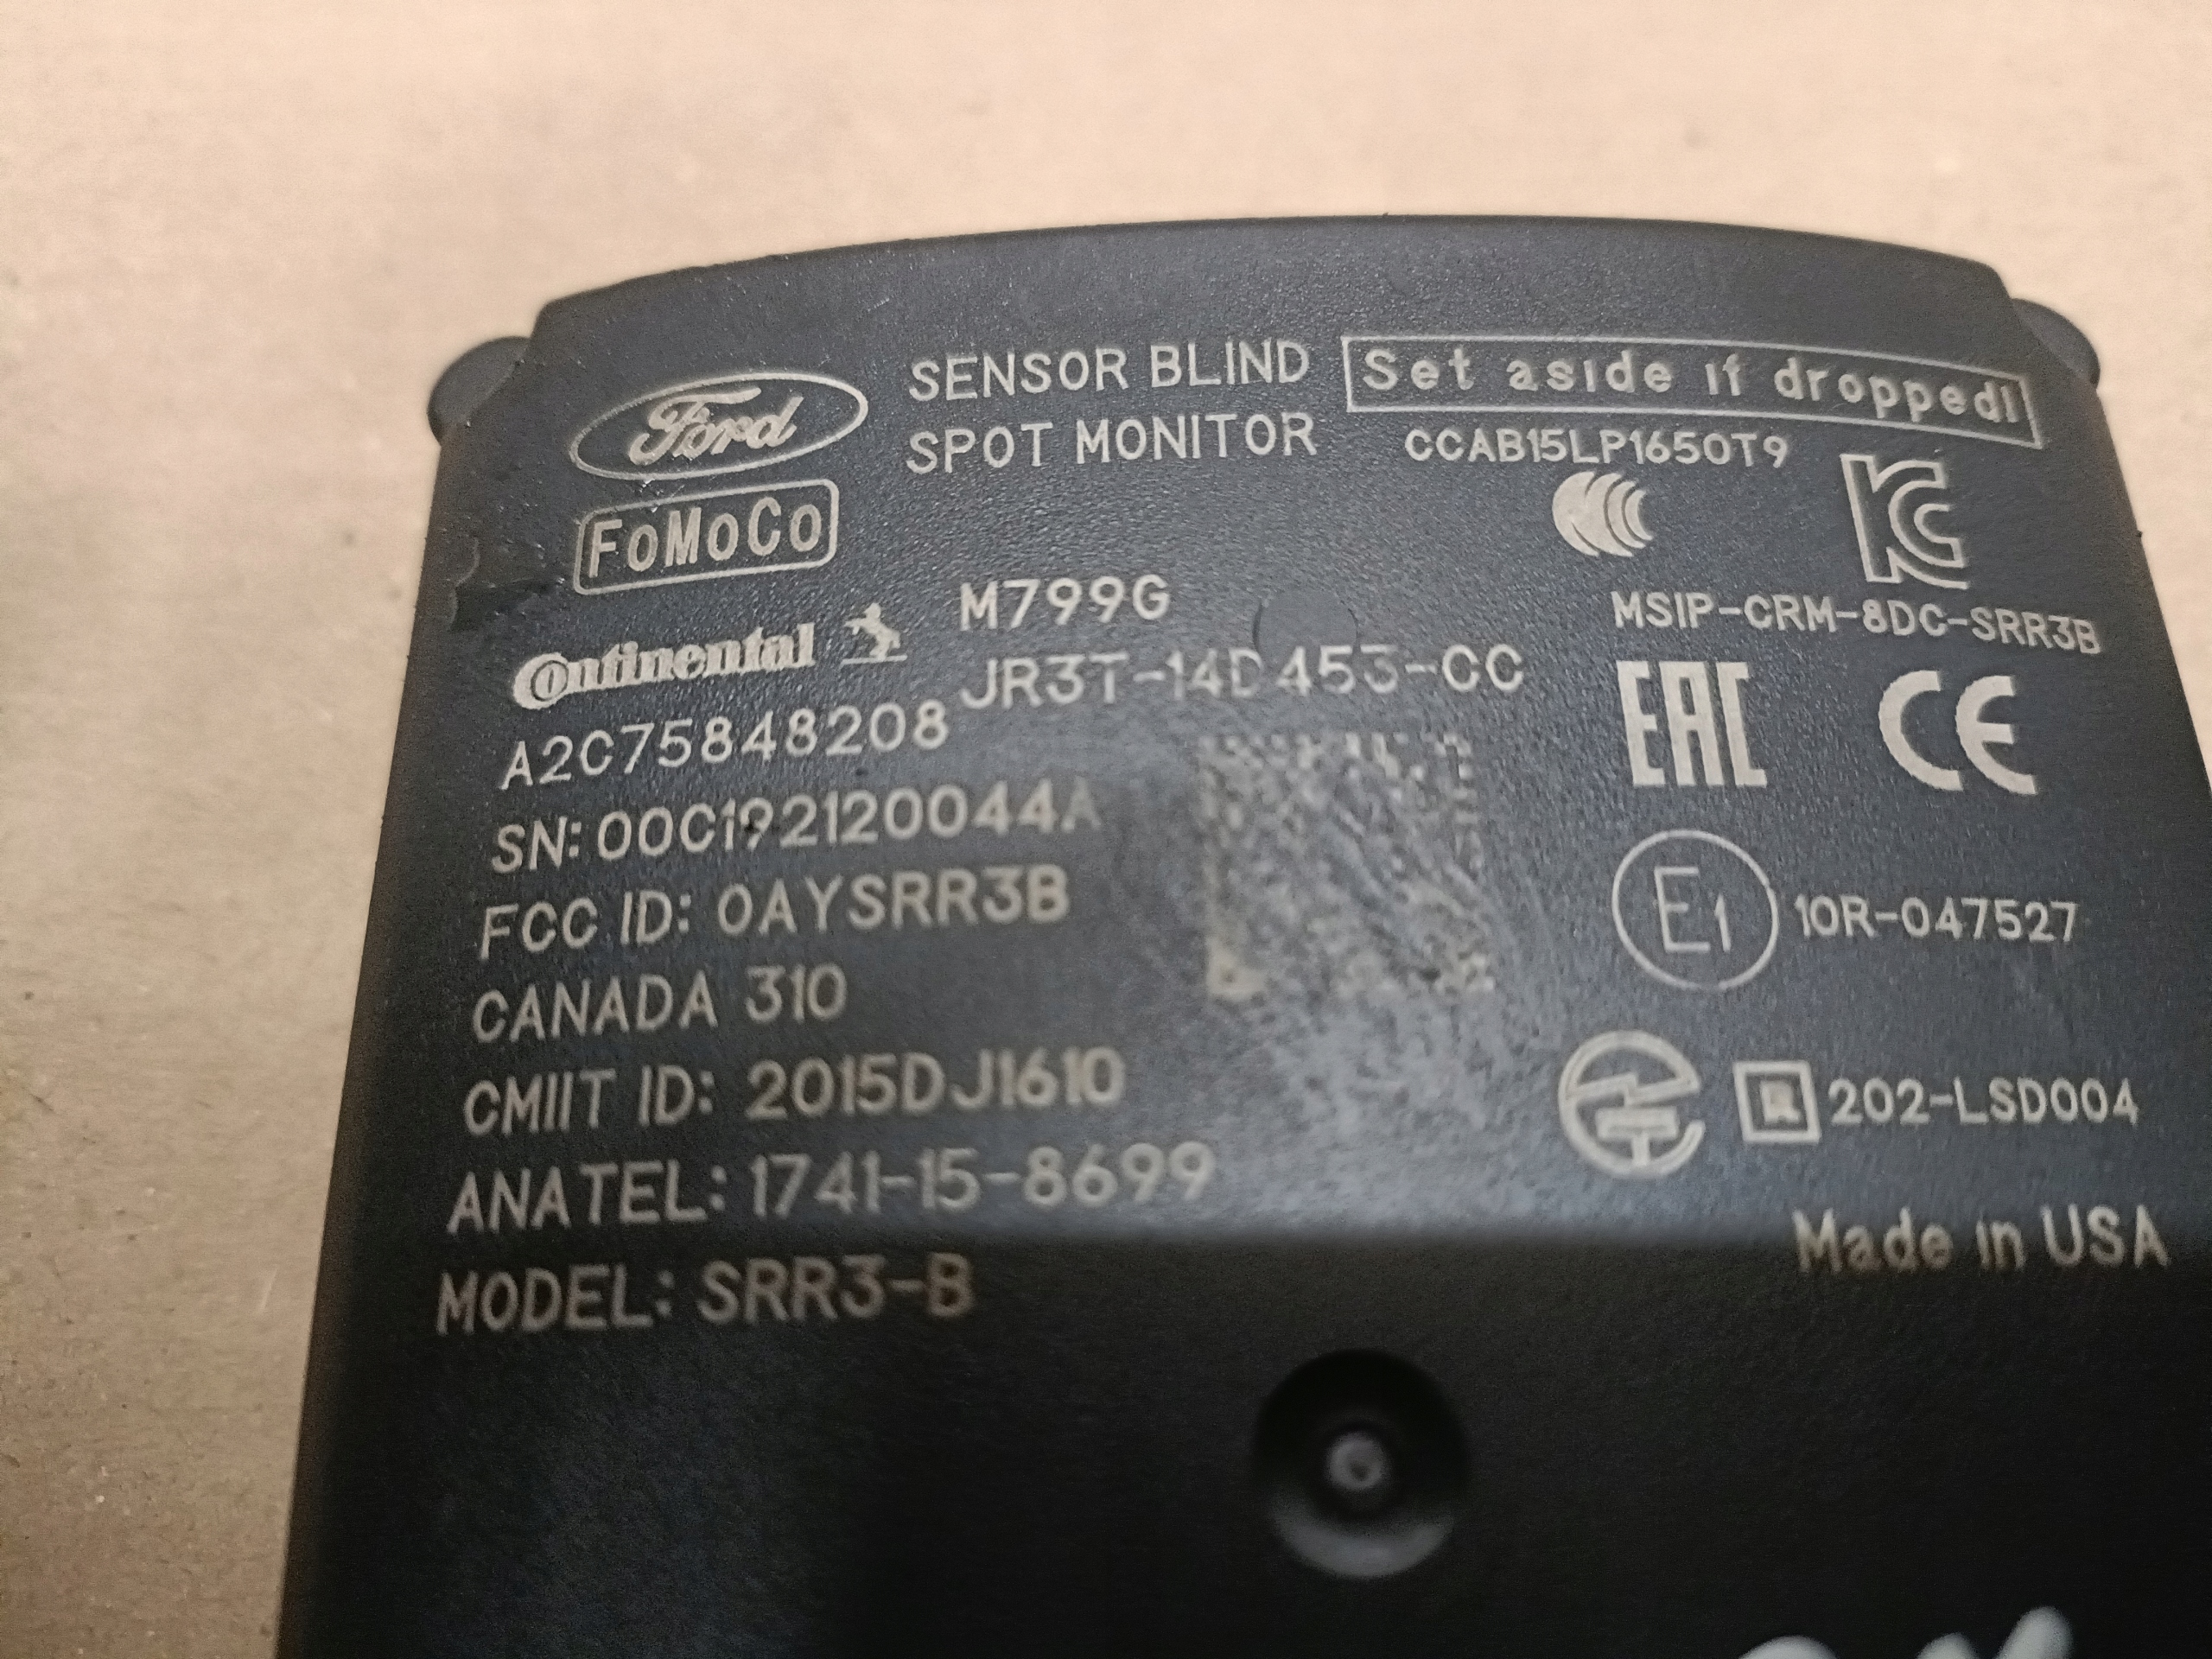 Ford
SENSOR BLIND
SPOT MONITOR
Set aside if dropped!
CCAB15LP1650T9
FoMoCo
MSIP-CRM-8DC-SRR3B
Continental
M799G
JR3T-14D453-CC
A2C75848208
SN: 00C192120044A
FCC ID: OAYSRR3B
CANADA 310
CMIIT ID: 2015DJ1610
ANATEL: 1741-15-8699
MODEL: SRR3-B
EAC CE
E1 10R-047527
R 202-LSD004
Made in USA